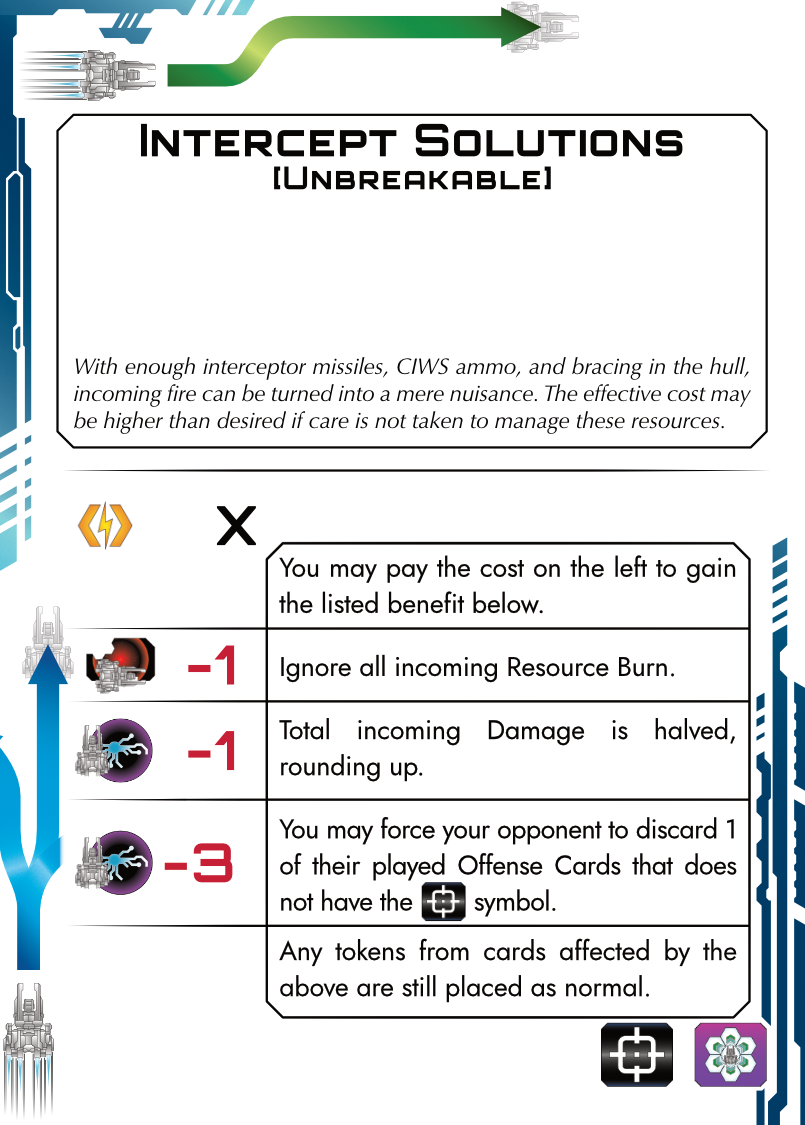 INTERCEPT SOLUTIONS
[UNBREAKABLE]
With enough interceptor missiles, CIWS ammo, and bracing in the hull,
incoming fire can be turned into a mere nuisance. The effective cost may
be higher than desired if care is not taken to manage these resources.
X
You may pay the cost on the left to gain
the listed benefit below.
-1
Ignore all incoming Resource Burn.
-1
Total incoming Damage is halved,
rounding up.
-3
You may force your opponent to discard 1
of their played Offense Cards that does
not have the symbol.
Any tokens from cards affected by the
above are still placed as normal.